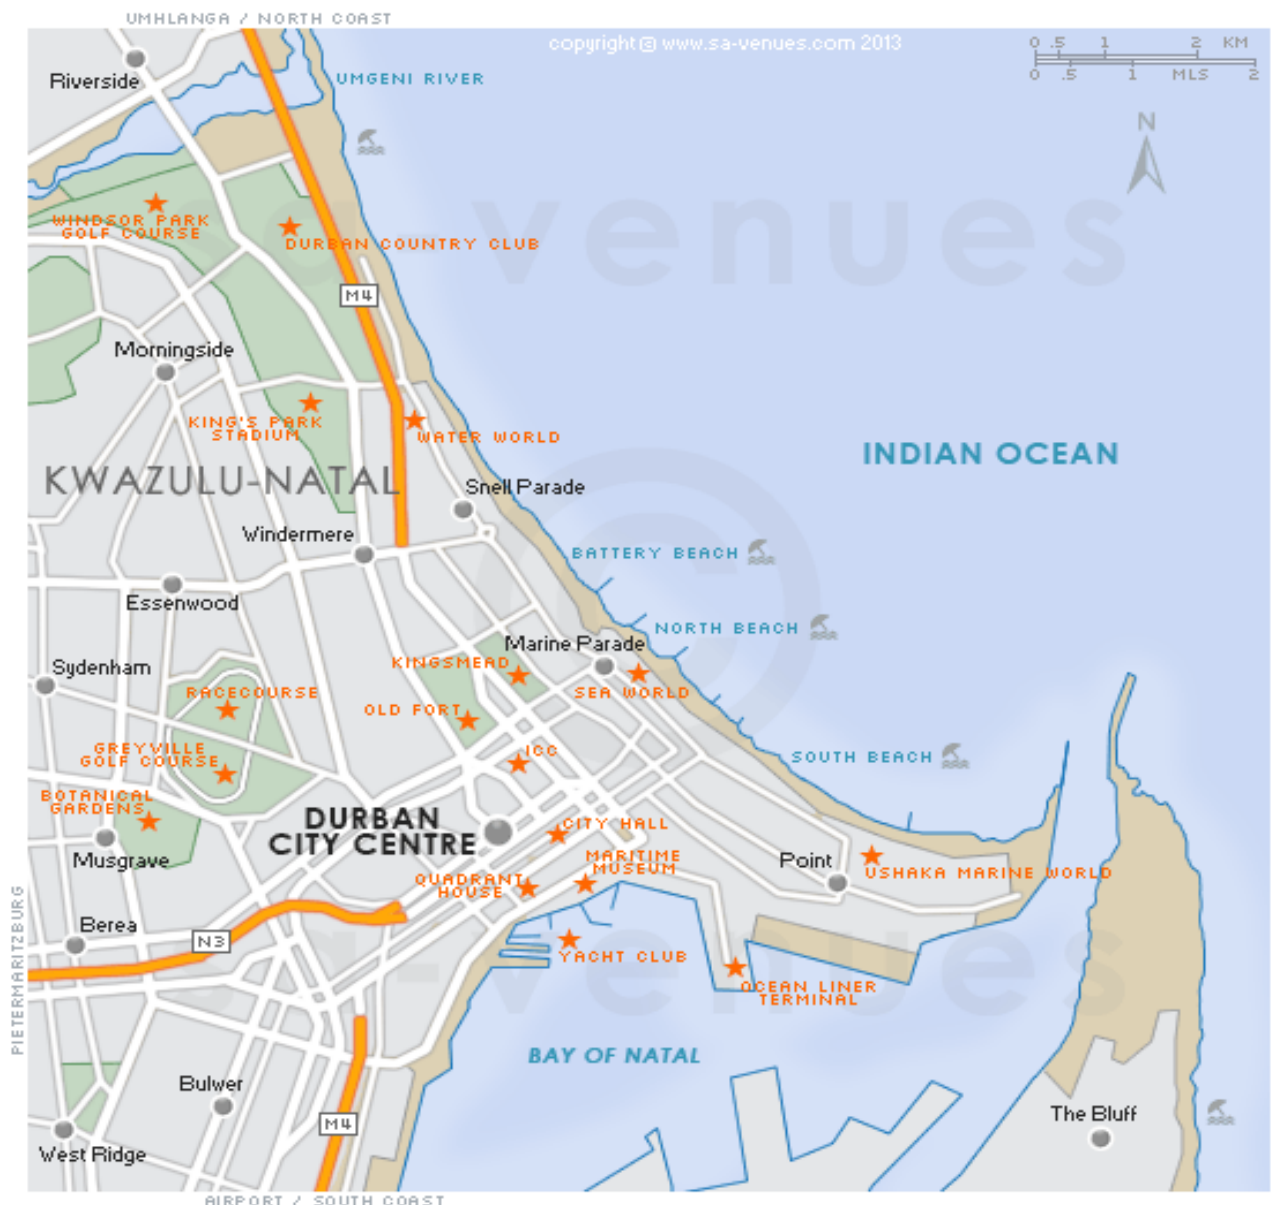 UMHLANGA / NORTH COAST
copyright © www.sa-venues.com 2013
0 .5 1 2 KM
0 .5 1 MLS 2
Riverside
UMGENI RIVER
N
sa-venues
WINDSOR PARK
GOLF COURSE
DURBAN COUNTRY CLUB
M4
Morningside
KING'S PARK
STADIUM
WATER WORLD
INDIAN OCEAN
KWAZULU-NATAL
Snell Parade
Windermere
BATTERY BEACH
Essenwood
NORTH BEACH
Marine Parade
KINGSMEAD
Sydenham
SEA WORLD
RACECOURSE
OLD FORT
ICC
GREYVILLE
GOLF COURSE
SOUTH BEACH
BOTANICAL
GARDENS
DURBAN
CITY CENTRE
CITY HALL
Musgrave
MARITIME
MUSEUM
Point
USHAKA MARINE WORLD
QUADRANT
HOUSE
Berea
N3
YACHT CLUB
sa-venues
OCEAN LINER
TERMINAL
PIETERMARITZBURG
BAY OF NATAL
Bulwer
M4
The Bluff
West Ridge
AIRPORT / SOUTH COAST
©